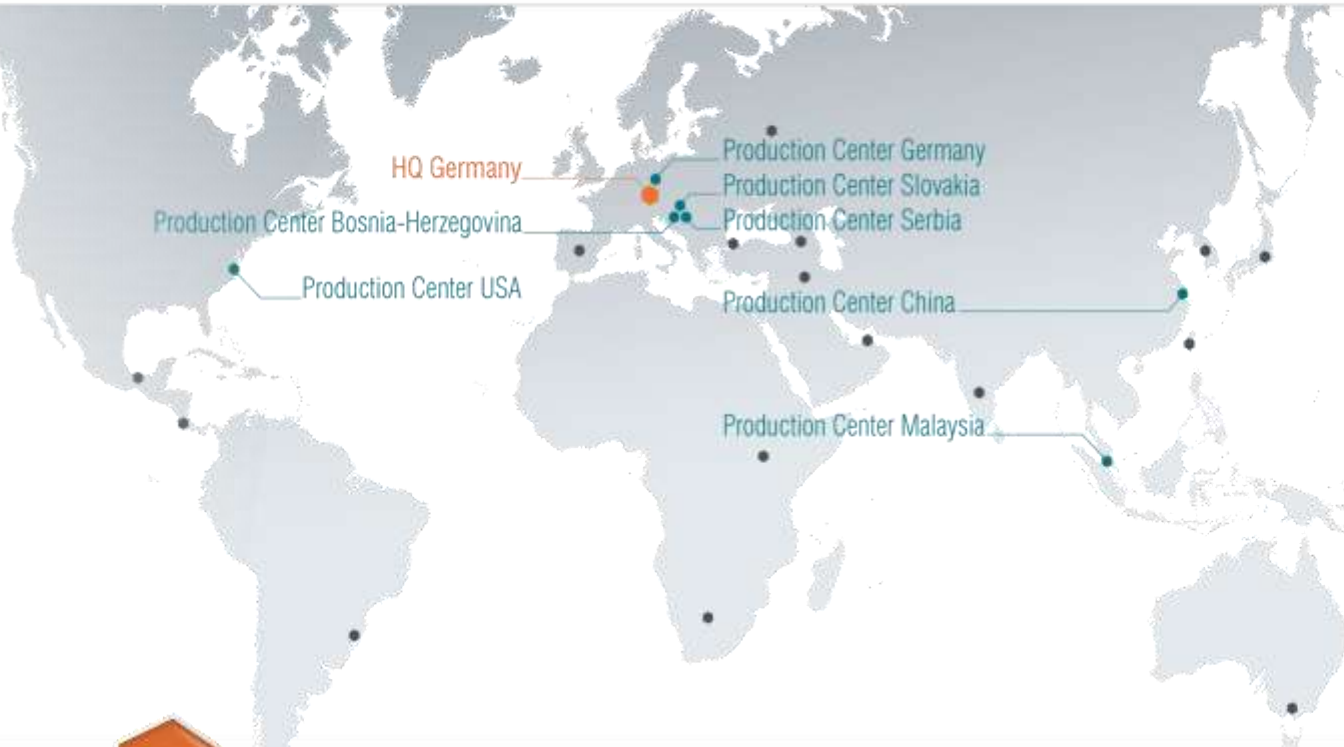 Production Center Germany
HQ Germany
Production Center Slovakia
Production Center Bosnia-Herzegovina
Production Center Serbia
Production Center USA
Production Center China
Production Center Malaysia